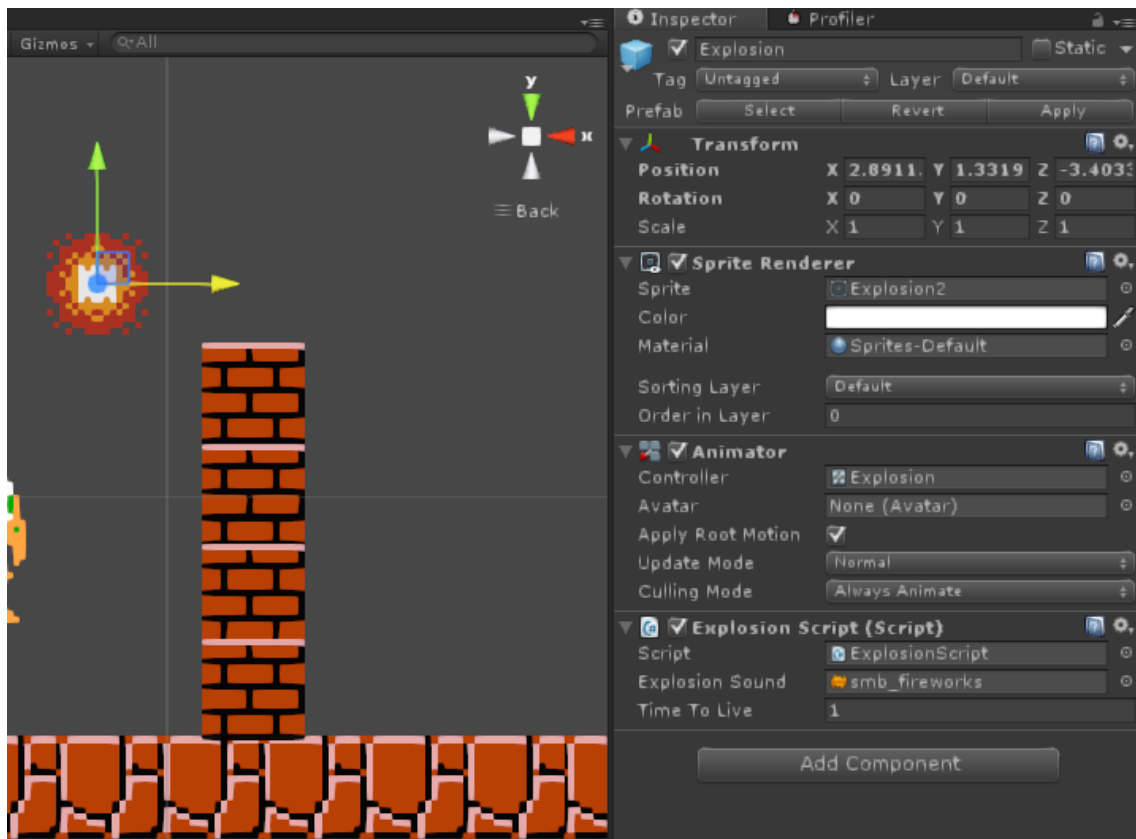 Inspector Profiler
Gizmos All
Explosion Static
Tag Untagged Layer Default
Prefab Select Revert Apply
Transform
Position X 2.8911. Y 1.3319 Z -3.4033
Rotation X 0 Y 0 Z 0
Scale X 1 Y 1 Z 1
y
x
Back
Sprite Renderer
Sprite Explosion2
Color
Material Sprites-Default
Sorting Layer Default
Order in Layer 0
Animator
Controller Explosion
Avatar None (Avatar)
Apply Root Motion
Update Mode Normal
Culling Mode Always Animate
Explosion Script (Script)
Script ExplosionScript
Explosion Sound smb_fireworks
Time To Live 1
Add Component